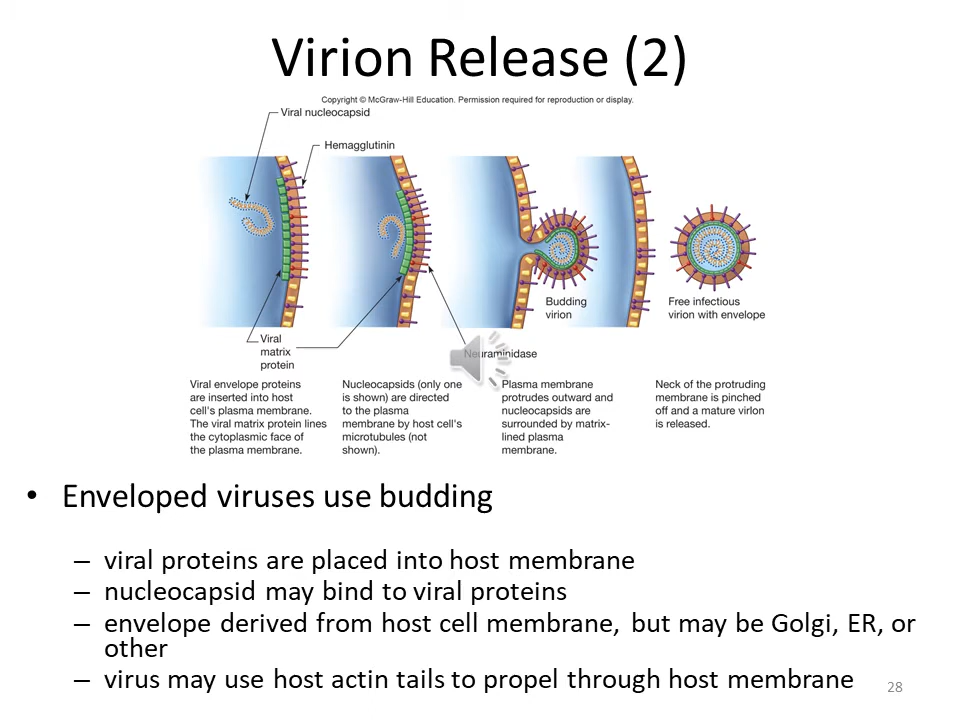 Virion Release (2)
Copyright © McGraw-Hill Education. Permission required for reproduction or display.
Viral nucleocapsid
Hemagglutinin
Budding
virion
Free infectious
virion with envelope
Viral
matrix
protein
Neuraminidase
Viral envelope proteins
are inserted into host
cell's plasma membrane.
The viral matrix protein lines
the cytoplasmic face of
the plasma membrane.
Nucleocapsids (only one
is shown) are directed
to the plasma
membrane by host cell's
microtubules (not
shown).
Plasma membrane
protrudes outward and
nucleocapsids are
surrounded by matrix-
lined plasma
membrane.
Neck of the protruding
membrane is pinched
off and a mature virlon
is released.
• Enveloped viruses use budding
– viral proteins are placed into host membrane
– nucleocapsid may bind to viral proteins
– envelope derived from host cell membrane, but may be Golgi, ER, or
other
– virus may use host actin tails to propel through host membrane
28